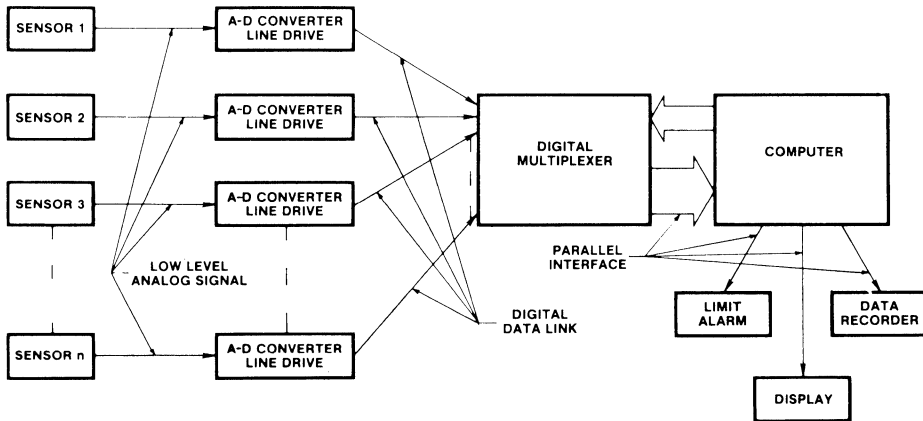 SENSOR 1
A-D CONVERTER
LINE DRIVE
SENSOR 2
A-D CONVERTER
LINE DRIVE
SENSOR 3
A-D CONVERTER
LINE DRIVE
SENSOR n
A-D CONVERTER
LINE DRIVE
LOW LEVEL
ANALOG SIGNAL
DIGITAL
DATA LINK
DIGITAL
MULTIPLEXER
COMPUTER
PARALLEL
INTERFACE
LIMIT
ALARM
DATA
RECORDER
DISPLAY